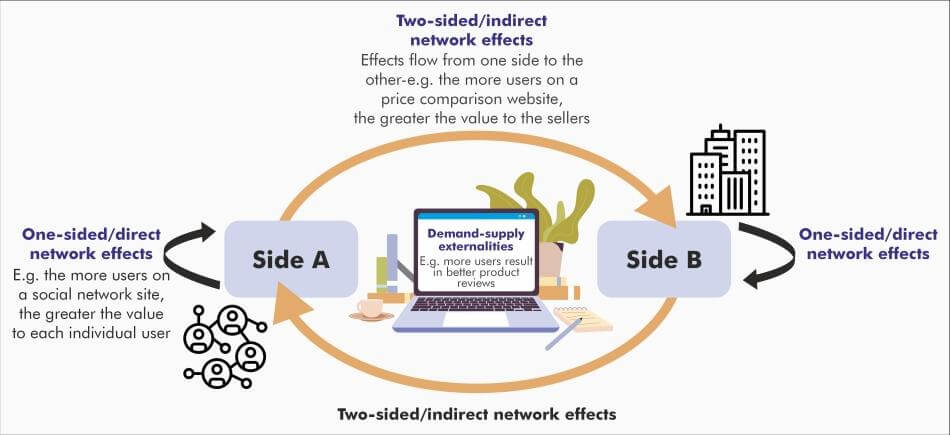 Two-sided/indirect
network effects
Effects flow from one side to the
other-e.g. the more users on a
price comparison website,
the greater the value to the sellers
One-sided/direct
network effects
E.g. the more users on
a social network site,
the greater the value
to each individual user
Side A
Demand-supply
externalities
E.g. more users result
in better product
reviews
Side B
One-sided/direct
network effects
Two-sided/indirect network effects